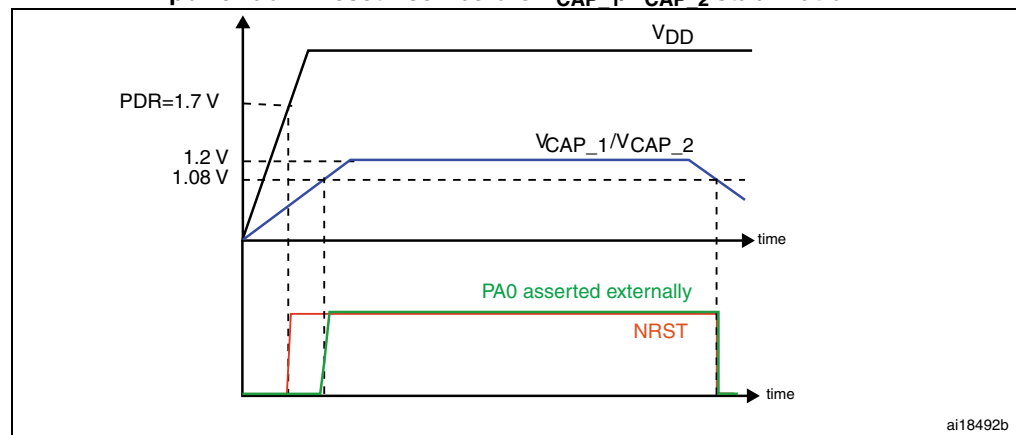 VDD
PDR=1.7 V
VCAP_1/VCAP_2
1.2 V
1.08 V
time
PA0 asserted externally
NRST
time
ai18492b